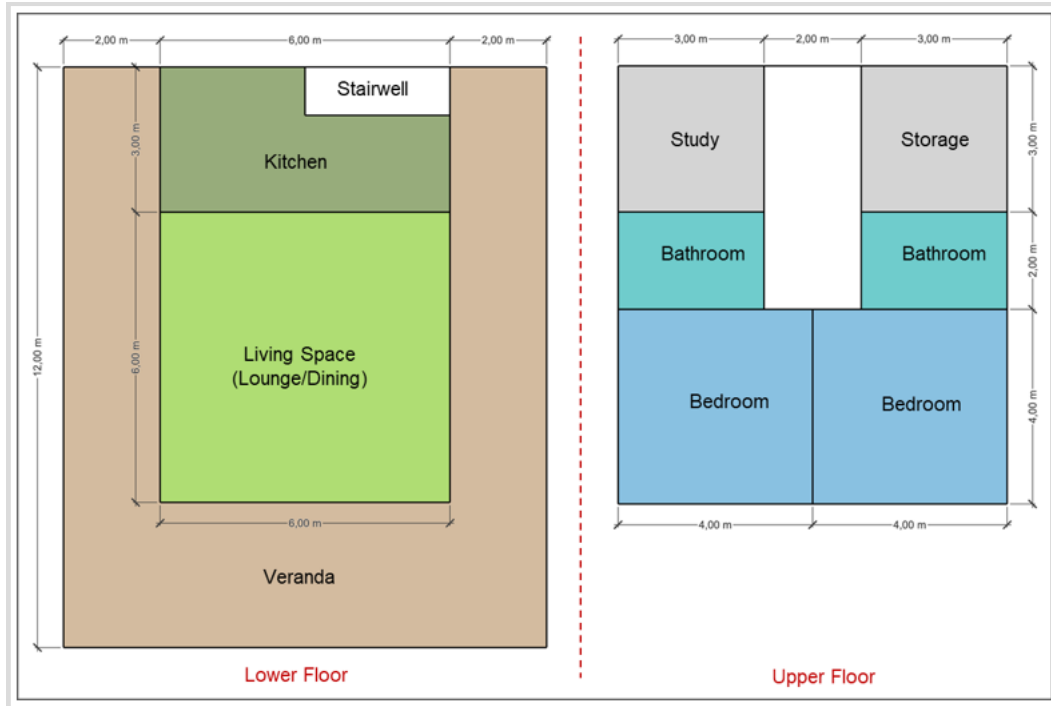 2,00 m
6,00 m
2,00 m
3,00 m
2,00 m
3,00 m
Stairwell
3,00 m
Kitchen
Study
Storage
3,00 m
Bathroom
Bathroom
2,00 m
12,00 m
6,00 m
Living Space
(Lounge/Dining)
Bedroom
Bedroom
4,00 m
6,00 m
4,00 m
4,00 m
Veranda
Lower Floor
Upper Floor